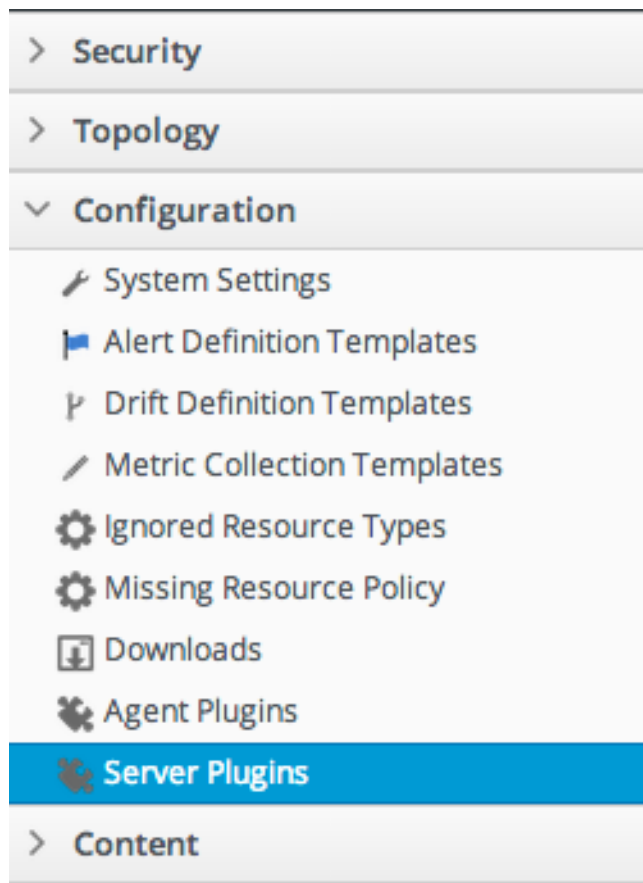 Security
Topology
Configuration
System Settings
Alert Definition Templates
Drift Definition Templates
Metric Collection Templates
Ignored Resource Types
Missing Resource Policy
Downloads
Agent Plugins
Server Plugins
Content